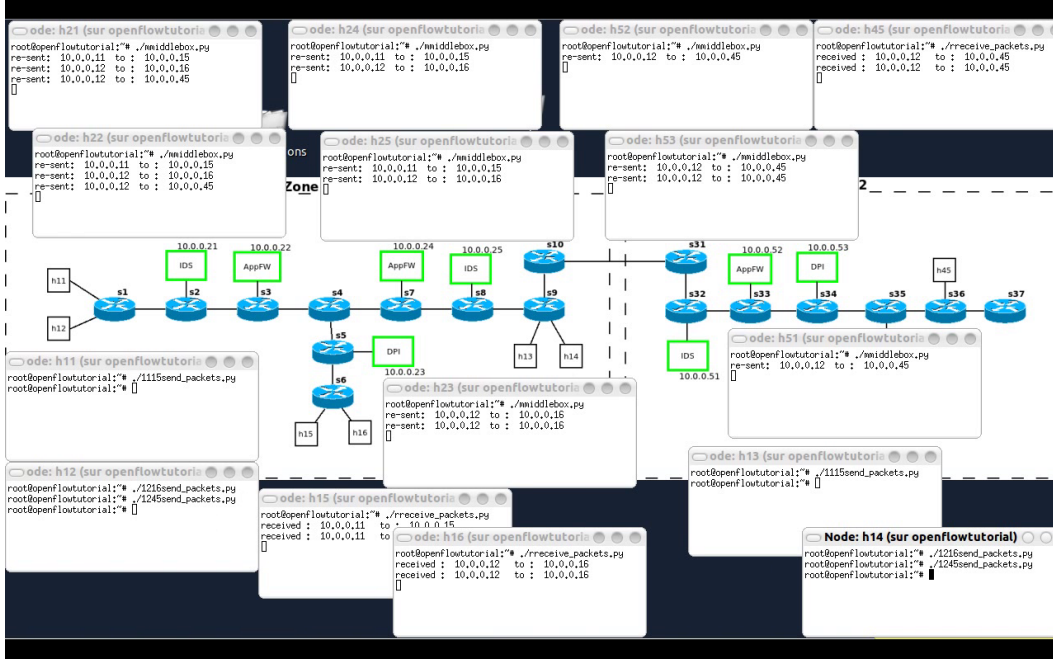 ode: h21 (sur openflowtutoria
root@openflowtutorial:~# ./mmiddlebox.py
re-sent: 10.0.0.11 to : 10.0.0.15
re-sent: 10.0.0.12 to : 10.0.0.16
re-sent: 10.0.0.12 to : 10.0.0.45
ode: h24 (sur openflowtutoria
root@openflowtutorial:~# ./mmiddlebox.py
re-sent: 10.0.0.11 to : 10.0.0.15
re-sent: 10.0.0.12 to : 10.0.0.16
ode: h52 (sur openflowtutoria
root@openflowtutorial:~# ./mmiddlebox.py
re-sent: 10.0.0.12 to : 10.0.0.45
ode: h45 (sur openflowtutoria
root@openflowtutorial:~# ./rreceive_packets.py
received : 10.0.0.12 to : 10.0.0.45
received : 10.0.0.12 to : 10.0.0.45
ode: h22 (sur openflowtutoria
root@openflowtutorial:~# ./mmiddlebox.py
re-sent: 10.0.0.11 to : 10.0.0.15
re-sent: 10.0.0.12 to : 10.0.0.16
re-sent: 10.0.0.12 to : 10.0.0.45
ons
ode: h25 (sur openflowtutoria
root@openflowtutorial:~# ./mmiddlebox.py
re-sent: 10.0.0.11 to : 10.0.0.15
re-sent: 10.0.0.12 to : 10.0.0.16
ode: h53 (sur openflowtutoria
root@openflowtutorial:~# ./mmiddlebox.py
re-sent: 10.0.0.12 to : 10.0.0.45
re-sent: 10.0.0.12 to : 10.0.0.45
Zone
2
10.0.0.21
10.0.0.22
10.0.0.24
10.0.0.25
s10
s31
10.0.0.52
10.0.0.53
h11
IDS
AppFW
AppFW
IDS
AppFW
DPI
h45
s1
s2
s3
s4
s7
s8
s9
s32
s33
s34
s35
s36
s37
h12
s5
DPI
10.0.0.23
h13
h14
IDS
10.0.0.51
s6
h15
h16
ode: h11 (sur openflowtutoria
root@openflowtutorial:~# ./1115send_packets.py
root@openflowtutorial:~#
ode: h51 (sur openflowtutoria
root@openflowtutorial:~# ./mmiddlebox.py
re-sent: 10.0.0.12 to : 10.0.0.45
ode: h23 (sur openflowtutoria
root@openflowtutorial:~# ./mmiddlebox.py
re-sent: 10.0.0.12 to : 10.0.0.16
re-sent: 10.0.0.12 to : 10.0.0.16
ode: h12 (sur openflowtutoria
root@openflowtutorial:~# ./1216send_packets.py
root@openflowtutorial:~# ./1245send_packets.py
root@openflowtutorial:~#
ode: h13 (sur openflowtutoria
root@openflowtutorial:~# ./1115send_packets.py
root@openflowtutorial:~#
ode: h15 (sur openflowtutoria
root@openflowtutorial:~# ./rreceive_packets.py
received : 10.0.0.11 to : 10.0.0.15
received : 10.0.0.11 to
ode: h16 (sur openflowtutoria
root@openflowtutorial:~# ./rreceive_packets.py
received : 10.0.0.12 to : 10.0.0.16
received : 10.0.0.12 to : 10.0.0.16
Node: h14 (sur openflowtutorial)
root@openflowtutorial:~# ./1216send_packets.py
root@openflowtutorial:~# ./1245send_packets.py
root@openflowtutorial:~#